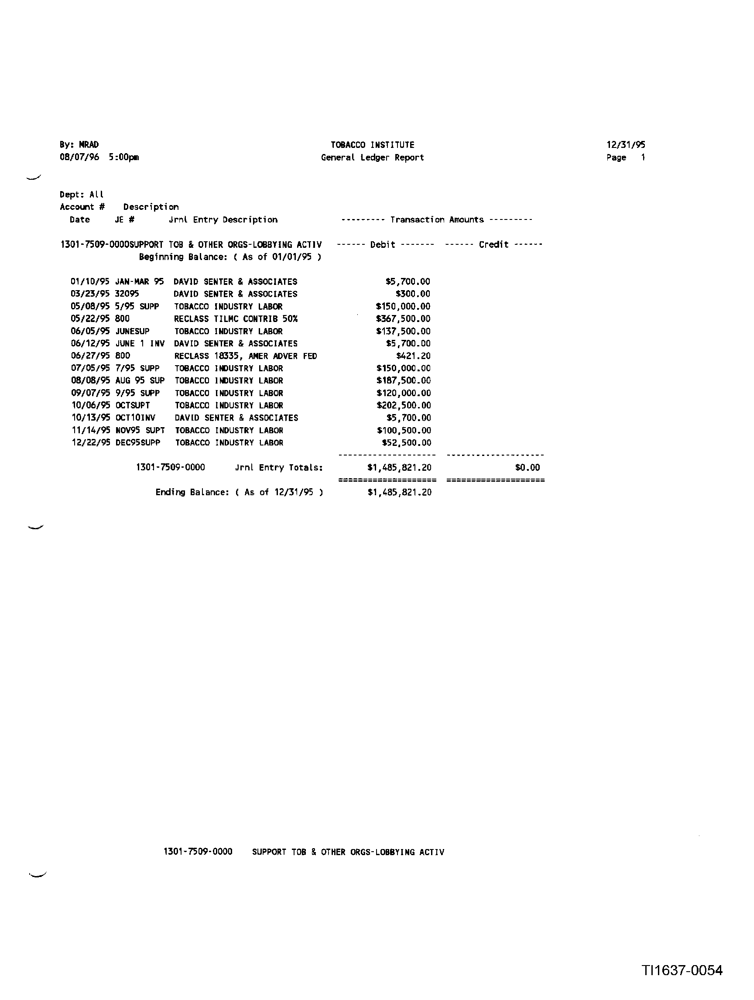 By: MRAD TOBACCO INSTITUTE 12/31/95
08/07/96 5:00pm General Ledger Report Page 1
Dept: All
Account # Description
Date JE # Jrnl Entry Description --------- Transaction Amounts ---------
1301-7509-0000SUPPORT TOB & OTHER ORGS-LOBBYING ACTIV ------ Debit ------- ------ Credit ------
Beginning Balance: ( As of 01/01/95 )
01/10/95 JAN-MAR 95 DAVID SENTER & ASSOCIATES $5,700.00
03/23/95 32095 DAVID SENTER & ASSOCIATES $300.00
05/08/95 5/95 SUPP TOBACCO INDUSTRY LABOR $150,000.00
05/22/95 800 RECLASS TILMC CONTRIB 50% $367,500.00
06/05/95 JUNESUP TOBACCO INDUSTRY LABOR $137,500.00
06/12/95 JUNE 1 INV DAVID SENTER & ASSOCIATES $5,700.00
06/27/95 800 RECLASS 18335, AMER ADVER FED $421.20
07/05/95 7/95 SUPP TOBACCO INDUSTRY LABOR $150,000.00
08/08/95 AUG 95 SUP TOBACCO INDUSTRY LABOR $187,500.00
09/07/95 9/95 SUPP TOBACCO INDUSTRY LABOR $120,000.00
10/06/95 OCTSUPT TOBACCO INDUSTRY LABOR $202,500.00
10/13/95 OCT10INV DAVID SENTER & ASSOCIATES $5,700.00
11/14/95 NOV95 SUPT TOBACCO INDUSTRY LABOR $100,500.00
12/22/95 DEC95SUPP TOBACCO INDUSTRY LABOR $52,500.00
-------------------- --------------------
1301-7509-0000 Jrnl Entry Totals: $1,485,821.20 $0.00
==================== ====================
Ending Balance: ( As of 12/31/95 ) $1,485,821.20
1301-7509-0000 SUPPORT TOB & OTHER ORGS-LOBBYING ACTIV
TI1637-0054